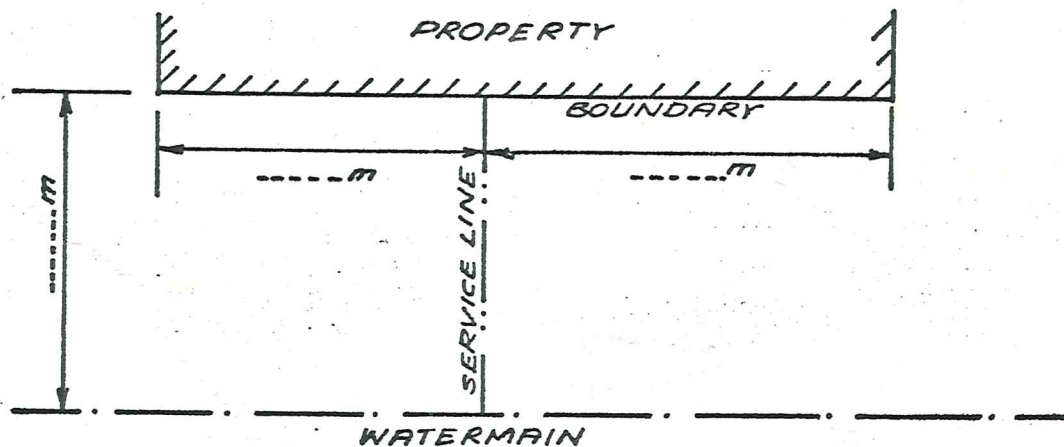 PROPERTY
BOUNDARY
------m
------m
------m
SERVICE LINE
WATERMAIN